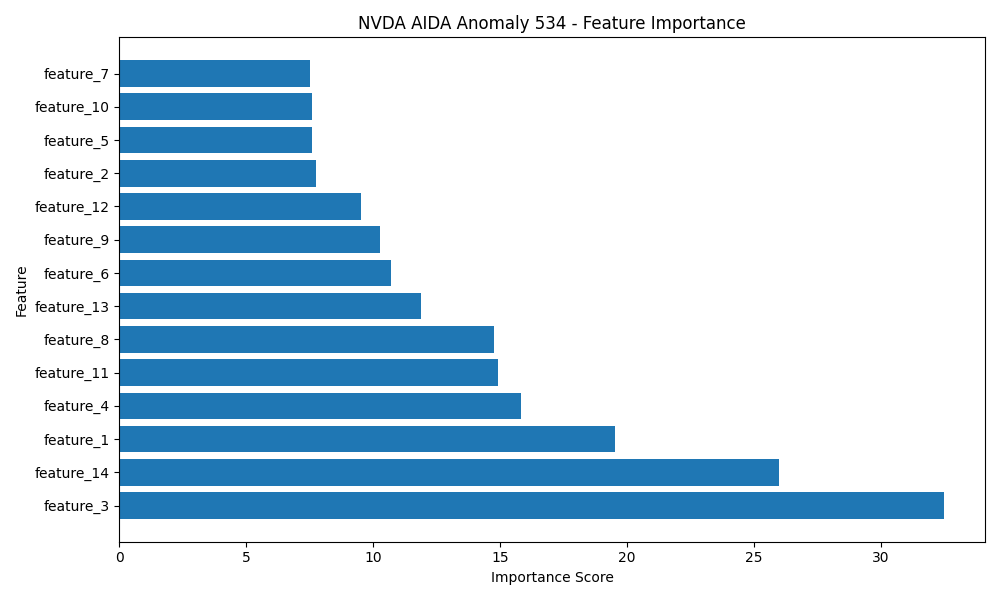 NVDA AIDA Anomaly 534 - Feature Importance
feature_7
feature_10
feature_5
feature_2
feature_12
feature_9
feature_6
feature_13
feature_8
feature_11
feature_4
feature_1
feature_14
feature_3
Feature
0 5 10 15 20 25 30
Importance Score